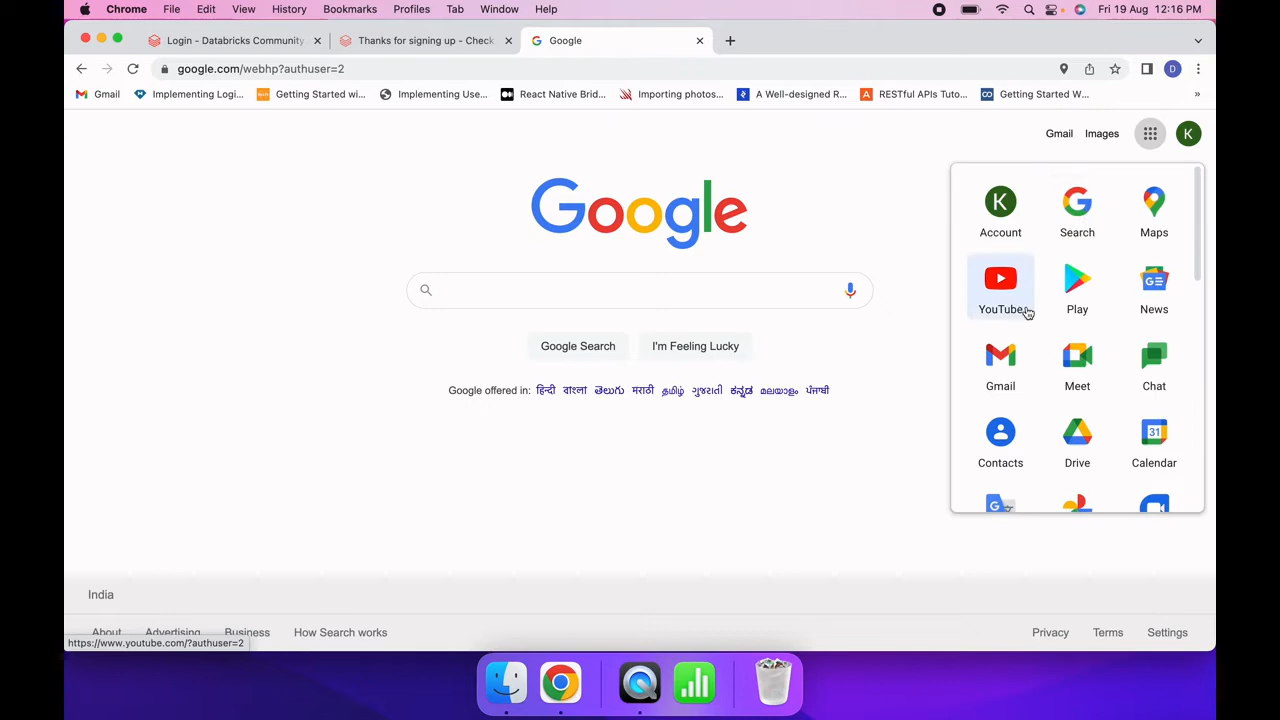 Chrome File Edit View History Bookmarks Profiles Tab Window Help Fri 19 Aug 12:16 PM
Login - Databricks Community Thanks for signing up - Check Google
google.com/webhp?authuser=2 D
Gmail Implementing Logi... Getting Started wi... Implementing Use... React Native Brid... Importing photos... A Well-designed R... RESTful APIs Tuto... Getting Started W... »
Gmail Images K
Google
K
Account Search Maps
YouTube Play News
Google Search I'm Feeling Lucky
Google offered in: हिन्दी বাংলা తెలుగు मराठी தமிழ் ગુજરાતી ಕನ್ನಡ മലയാളം ਪੰਜਾਬੀ
Gmail Meet Chat
31
Contacts Drive Calendar
India
About Advertising Business How Search works Privacy Terms Settings
https://www.youtube.com/?authuser=2